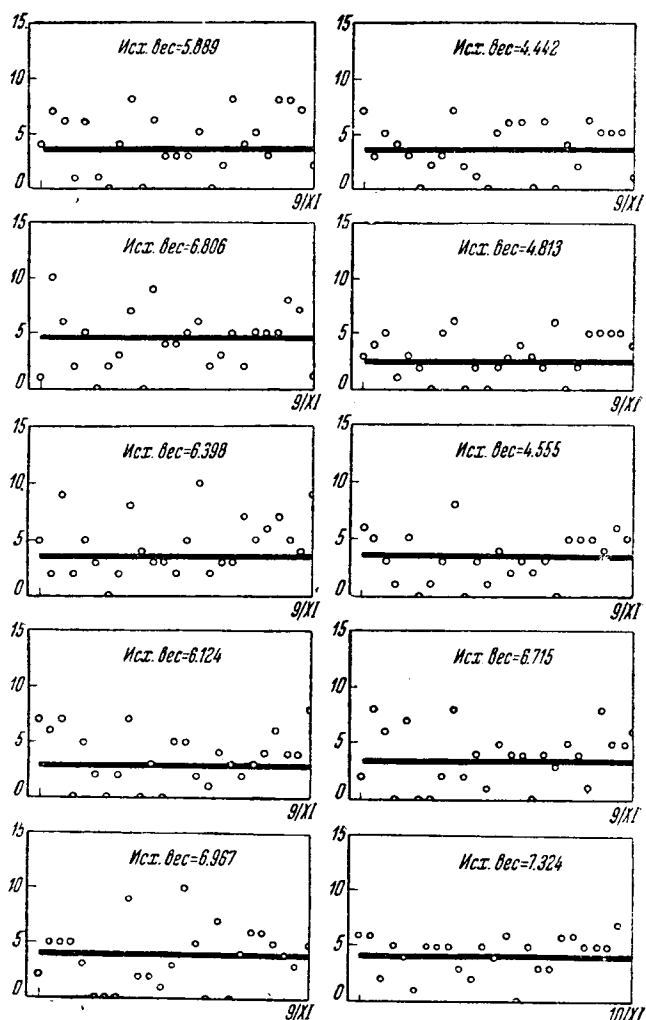 15
10
5
0
Исх. вес=5.889
9/XI
15
10
5
0
Исх. вес=4.442
9/XI
15
10
5
0
Исх. вес=6.806
9/XI
15
10
5
0
Исх. вес=4.813
9/XI
15
10
5
0
Исх. вес=6.398
9/XI
15
10
5
0
Исх. вес=4.555
9/XI
15
10
5
0
Исх. вес=6.124
9/XI
15
10
5
0
Исх. вес=6.715
9/XI
15
10
5
0
Исх. вес=6.967
9/XI
15
10
5
0
Исх. вес=7.324
10/XI